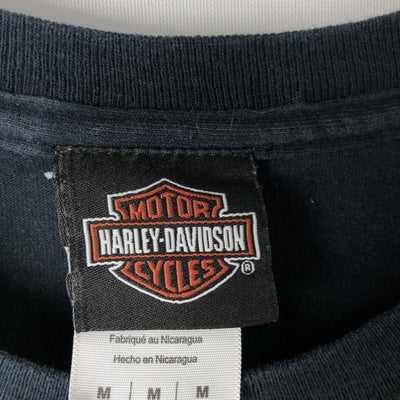 MOTOR
HARLEY-DAVIDSON
CYCLES ®
Fabriqué au Nicaragua
Hecho en Nicaragua
M M M